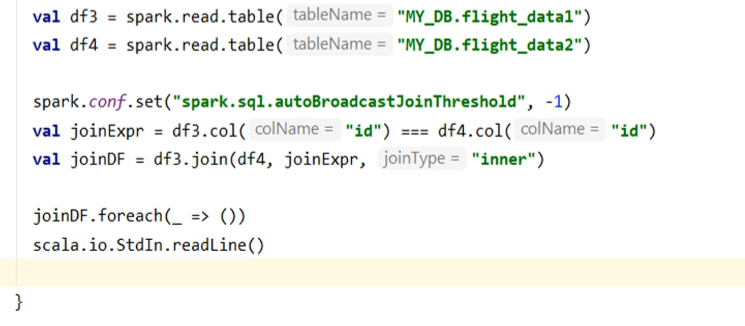 val df3 = spark.read.table( tableName = "MY_DB.flight_data1")
val df4 = spark.read.table( tableName = "MY_DB.flight_data2")
spark.conf.set("spark.sql.autoBroadcastJoinThreshold", -1)
val joinExpr = df3.col( colName = "id") === df4.col( colName = "id")
val joinDF = df3.join(df4, joinExpr, joinType = "inner")
joinDF.foreach(_ => ())
scala.io.StdIn.readLine()
}